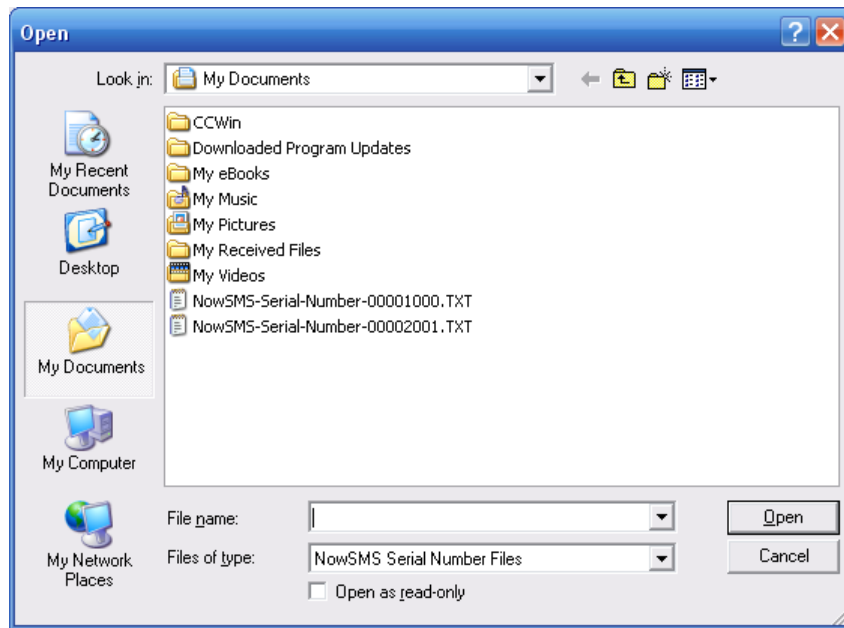 Open
Look in: My Documents
My Recent
Documents
Desktop
My Documents
My Computer
My Network
Places
CCWin
Downloaded Program Updates
My eBooks
My Music
My Pictures
My Received Files
My Videos
NowSMS-Serial-Number-00001000.TXT
NowSMS-Serial-Number-00002001.TXT
File name:
Open
Files of type: NowSMS Serial Number Files
Cancel
Open as read-only